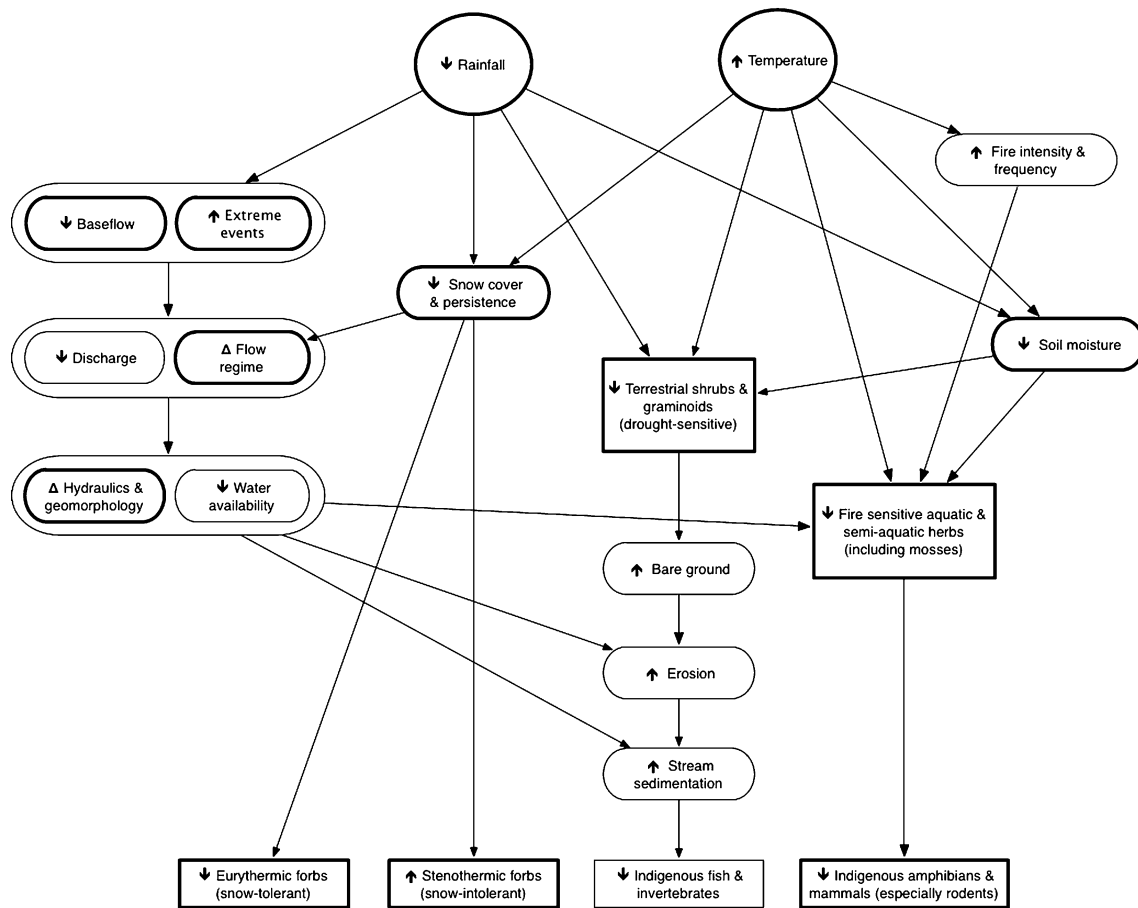 ↓ Rainfall
↑ Temperature
↑ Fire intensity &
frequency
↓ Baseflow
↑ Extreme
events
↓ Snow cover
& persistence
↓ Discharge
Δ Flow
regime
↓ Soil moisture
↓ Terrestrial shrubs &
graminoids
(drought-sensitive)
Δ Hydraulics &
geomorphology
↓ Water
availability
↓ Fire sensitive aquatic &
semi-aquatic herbs
(including mosses)
↑ Bare ground
↑ Erosion
↑ Stream
sedimentation
↓ Eurythermic forbs
(snow-tolerant)
↑ Stenothermic forbs
(snow-intolerant)
↓ Indigenous fish &
invertebrates
↓ Indigenous amphibians &
mammals (especially rodents)